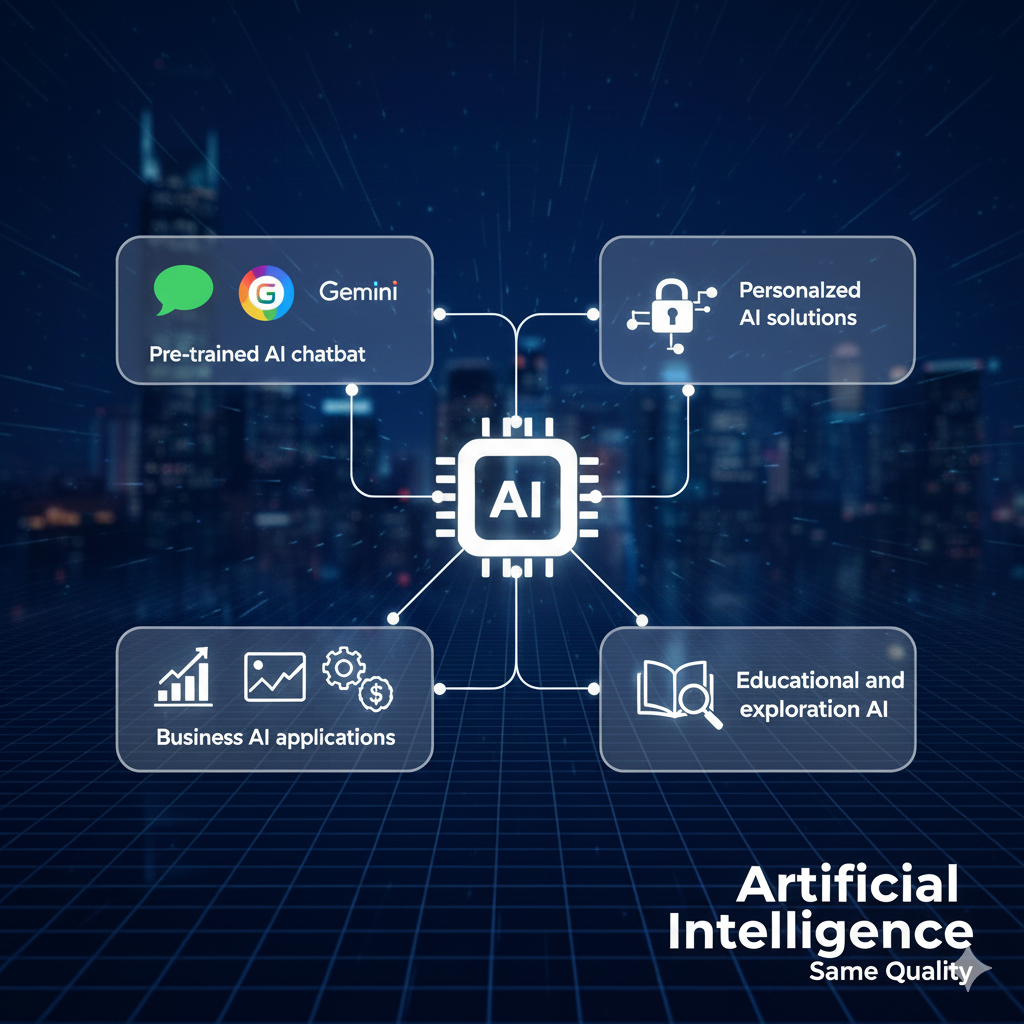 G
Gemini
Pre-trained AI chatbat
Personalzed
AI solutions
AI
$
Business AI applications
Educational and
exploration AI
Artificial
Intelligence
Same Quality